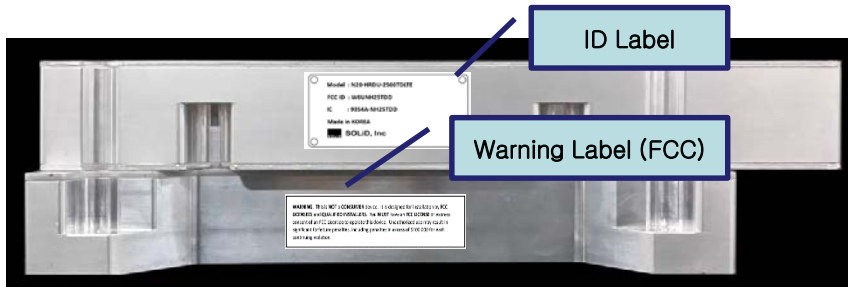 ID Label
Model : N20-HRDU-2500TDLTE
FCC ID : W6UNH25TDD
IC : 9354A-NH25TDD
Made in KOREA
SOLiD, Inc
Warning Label (FCC)
WARNING. This is NOT a CONSUMER device. It is designed for installation by FCC
LICENSEES and QUALIFIED INSTALLERS. You MUST have an FCC LICENSE or express
consent of an FCC Licensee to operate this device. Unauthorized use may result in
significant forfeiture penalties, including penalties in excess of $100,000 for each
continuing violation.